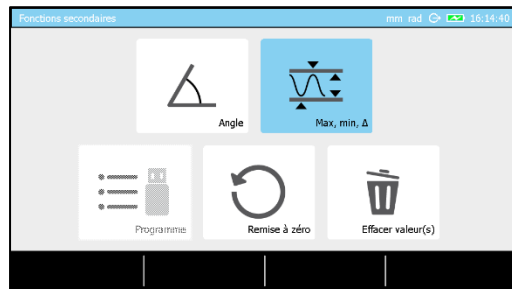 Fonctions secondaires mm rad 16:14:40
Angle Max, min, Δ
Programme Remise à zéro Effacer valeur(s)